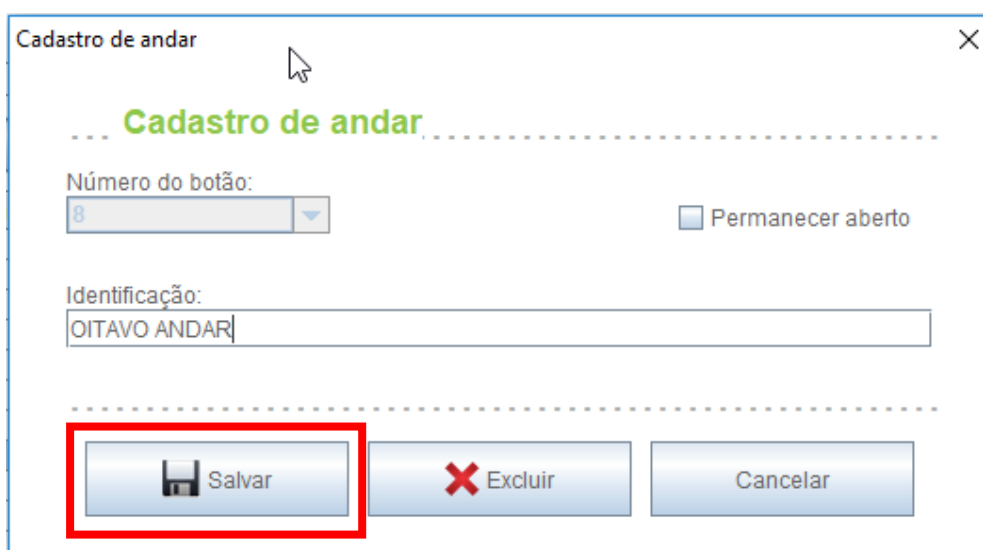 Cadastro de andar
Cadastro de andar
Número do botão:
8
Permanecer aberto
Identificação:
OITAVO ANDAR
Salvar
Excluir
Cancelar